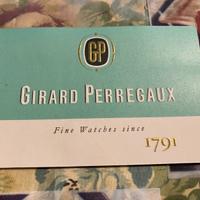 GP
GIRARD PERREGAUX
Fine Watches since
1791